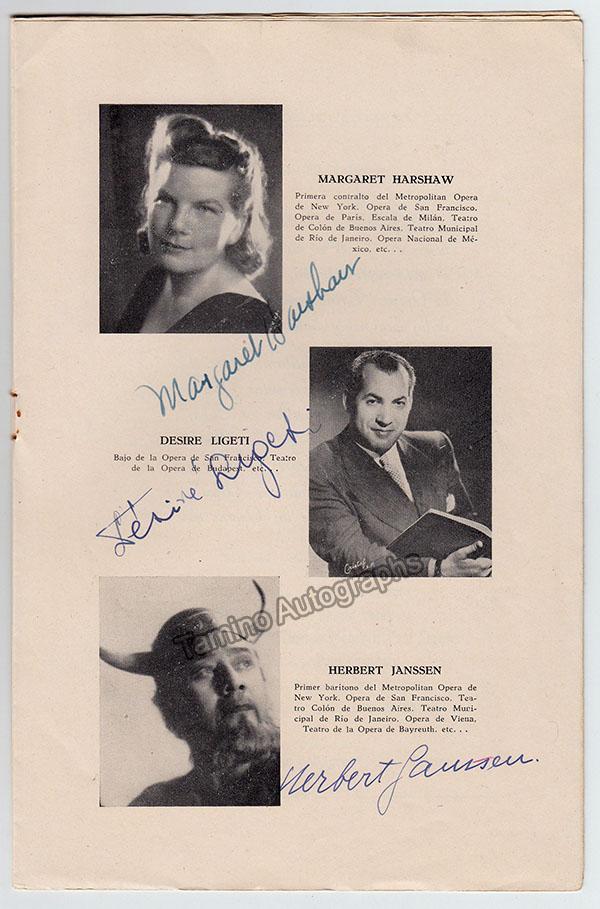 MARGARET HARSHAW
Primera contralto del Metropolitan Opera
de New York. Opera de San Francisco.
Opera de París. Escala de Milán. Teatro
de Colón de Buenos Aires. Teatro Municipal
de Río de Janeiro. Opera Nacional de Mé-
xico. etc. . .
Margaret Harshaw
DESIRE LIGETI
Bajo de la Opera de San Francisco. Teatro
de la Opera de Budapest. etc. . .
Désire Ligeti
Tamino Autographs
HERBERT JANSSEN
Primer barítono del Metropolitan Opera de
New York. Opera de San Francisco. Tea-
tro Colón de Buenos Aires. Teatro Muni-
cipal de Río de Janeiro. Opera de Viena.
Teatro de la Opera de Bayreuth. etc. . .
Herbert Janssen.